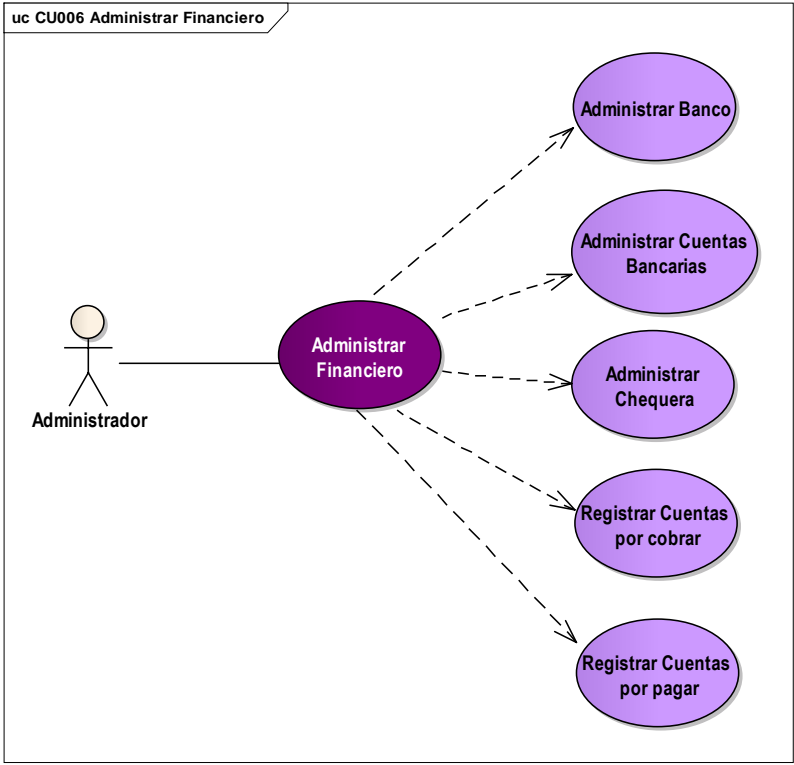 uc CU006 Administrar Financiero
Administrar Banco
Administrar Cuentas
Bancarias
Administrar
Financiero
Administrar
Chequera
Administrador
Registrar Cuentas
por cobrar
Registrar Cuentas
por pagar